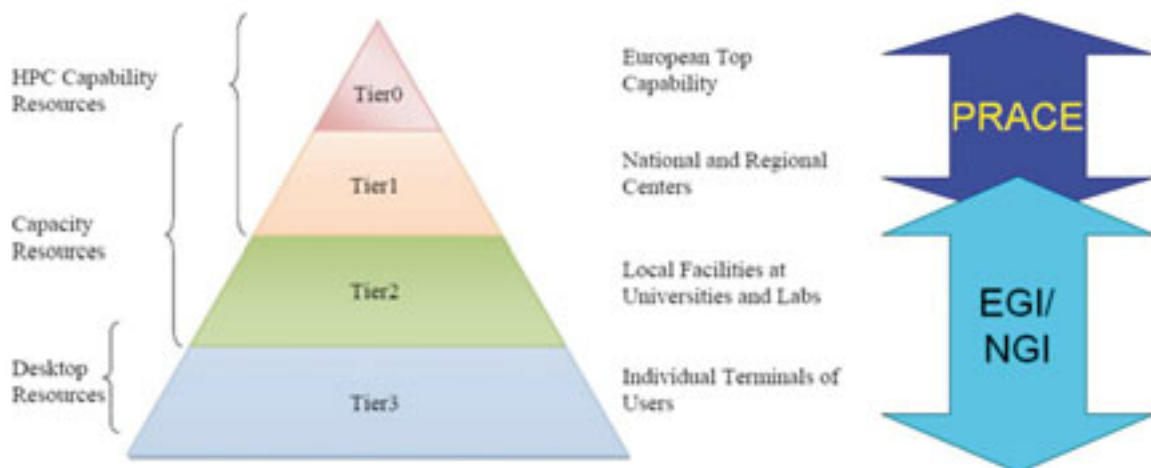 HPC Capability
Resources
Tier0
European Top
Capability
PRACE
Tier1
National and Regional
Centers
Capacity
Resources
Tier2
Local Facilities at
Universities and Labs
EGI/
NGI
Desktop
Resources
Tier3
Individual Terminals of
Users